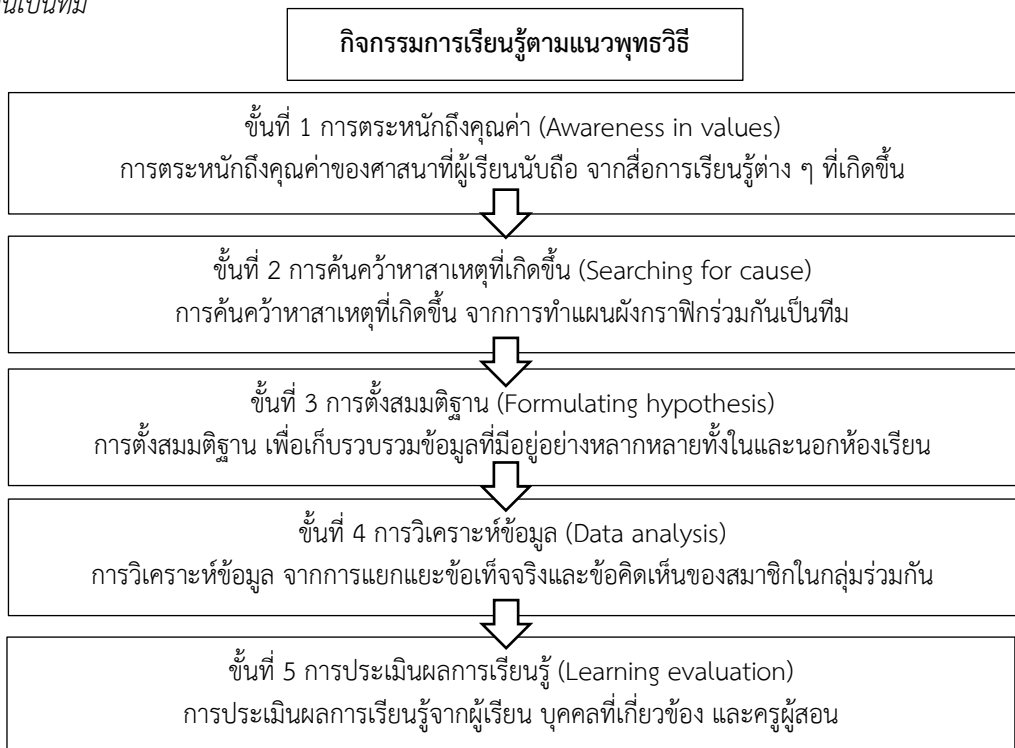 นเป็นทีม
กิจกรรมการเรียนรู้ตามแนวพุทธวิธี
ขั้นที่ 1 การตระหนักถึงคุณค่า (Awareness in values)
การตระหนักถึงคุณค่าของศาสนาที่ผู้เรียนนับถือ จากสื่อการเรียนรู้ต่าง ๆ ที่เกิดขึ้น
ขั้นที่ 2 การค้นคว้าหาสาเหตุที่เกิดขึ้น (Searching for cause)
การค้นคว้าหาสาเหตุที่เกิดขึ้น จากการทำแผนผังกราฟิกร่วมกันเป็นทีม
ขั้นที่ 3 การตั้งสมมติฐาน (Formulating hypothesis)
การตั้งสมมติฐาน เพื่อเก็บรวบรวมข้อมูลที่มีอยู่อย่างหลากหลายทั้งในและนอกห้องเรียน
ขั้นที่ 4 การวิเคราะห์ข้อมูล (Data analysis)
การวิเคราะห์ข้อมูล จากการแยกแยะข้อเท็จจริงและข้อคิดเห็นของสมาชิกในกลุ่มร่วมกัน
ขั้นที่ 5 การประเมินผลการเรียนรู้ (Learning evaluation)
การประเมินผลการเรียนรู้จากผู้เรียน บุคคลที่เกี่ยวข้อง และครูผู้สอน